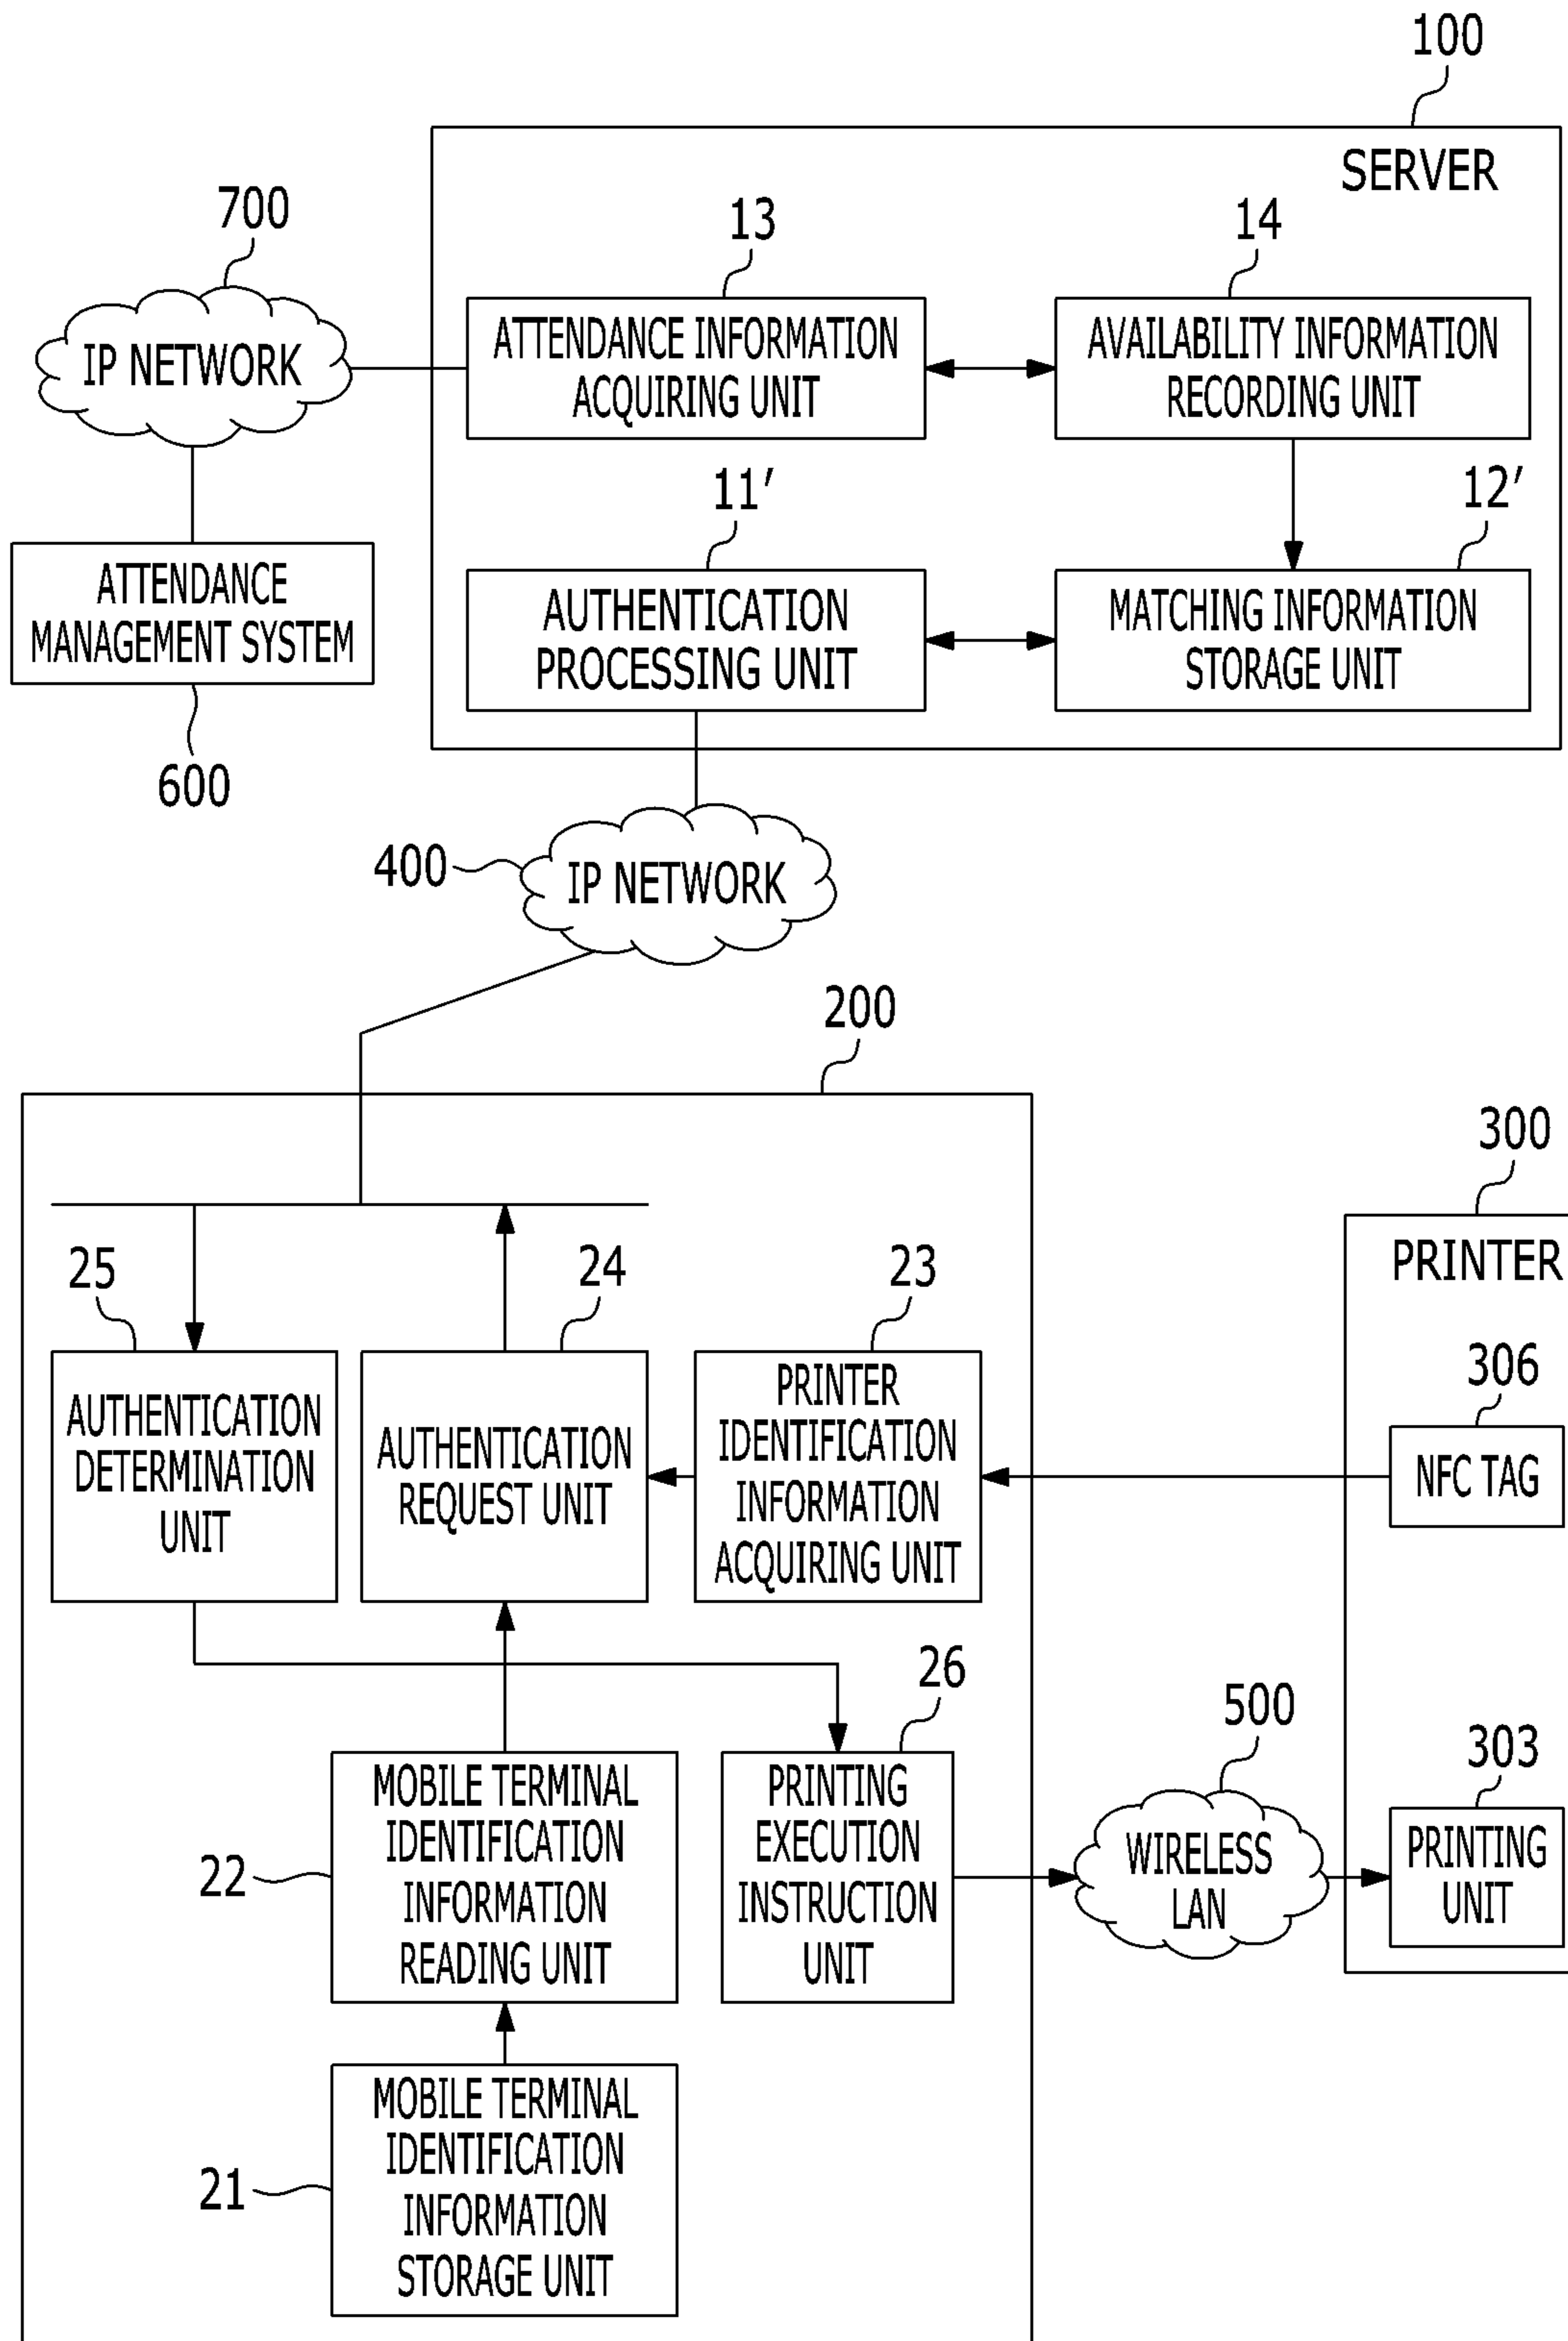 100
SERVER
700
13
14
IP NETWORK
ATTENDANCE INFORMATION
ACQUIRING UNIT
AVAILABILITY INFORMATION
RECORDING UNIT
11′
12′
ATTENDANCE
MANAGEMENT SYSTEM
AUTHENTICATION
PROCESSING UNIT
MATCHING INFORMATION
STORAGE UNIT
600
400
IP NETWORK
200
300
PRINTER
25
24
23
306
AUTHENTICATION
DETERMINATION
UNIT
AUTHENTICATION
REQUEST UNIT
PRINTER
IDENTIFICATION
INFORMATION
ACQUIRING UNIT
NFC TAG
26
500
303
22
MOBILE TERMINAL
IDENTIFICATION
INFORMATION
READING UNIT
PRINTING
EXECUTION
INSTRUCTION
UNIT
WIRELESS
LAN
PRINTING
UNIT
21
MOBILE TERMINAL
IDENTIFICATION
INFORMATION
STORAGE UNIT